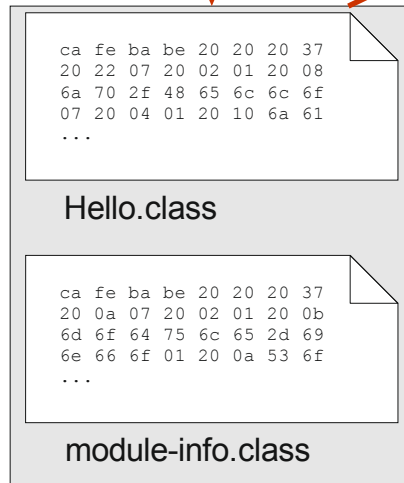 ca fe ba be 20 20 20 37
20 22 07 20 02 01 20 08
6a 70 2f 48 65 6c 6c 6f
07 20 04 01 20 10 6a 61
...
Hello.class
ca fe ba be 20 20 20 37
20 0a 07 20 02 01 20 0b
6d 6f 64 75 6c 65 2d 69
6e 66 6f 01 20 0a 53 6f
...
module-info.class